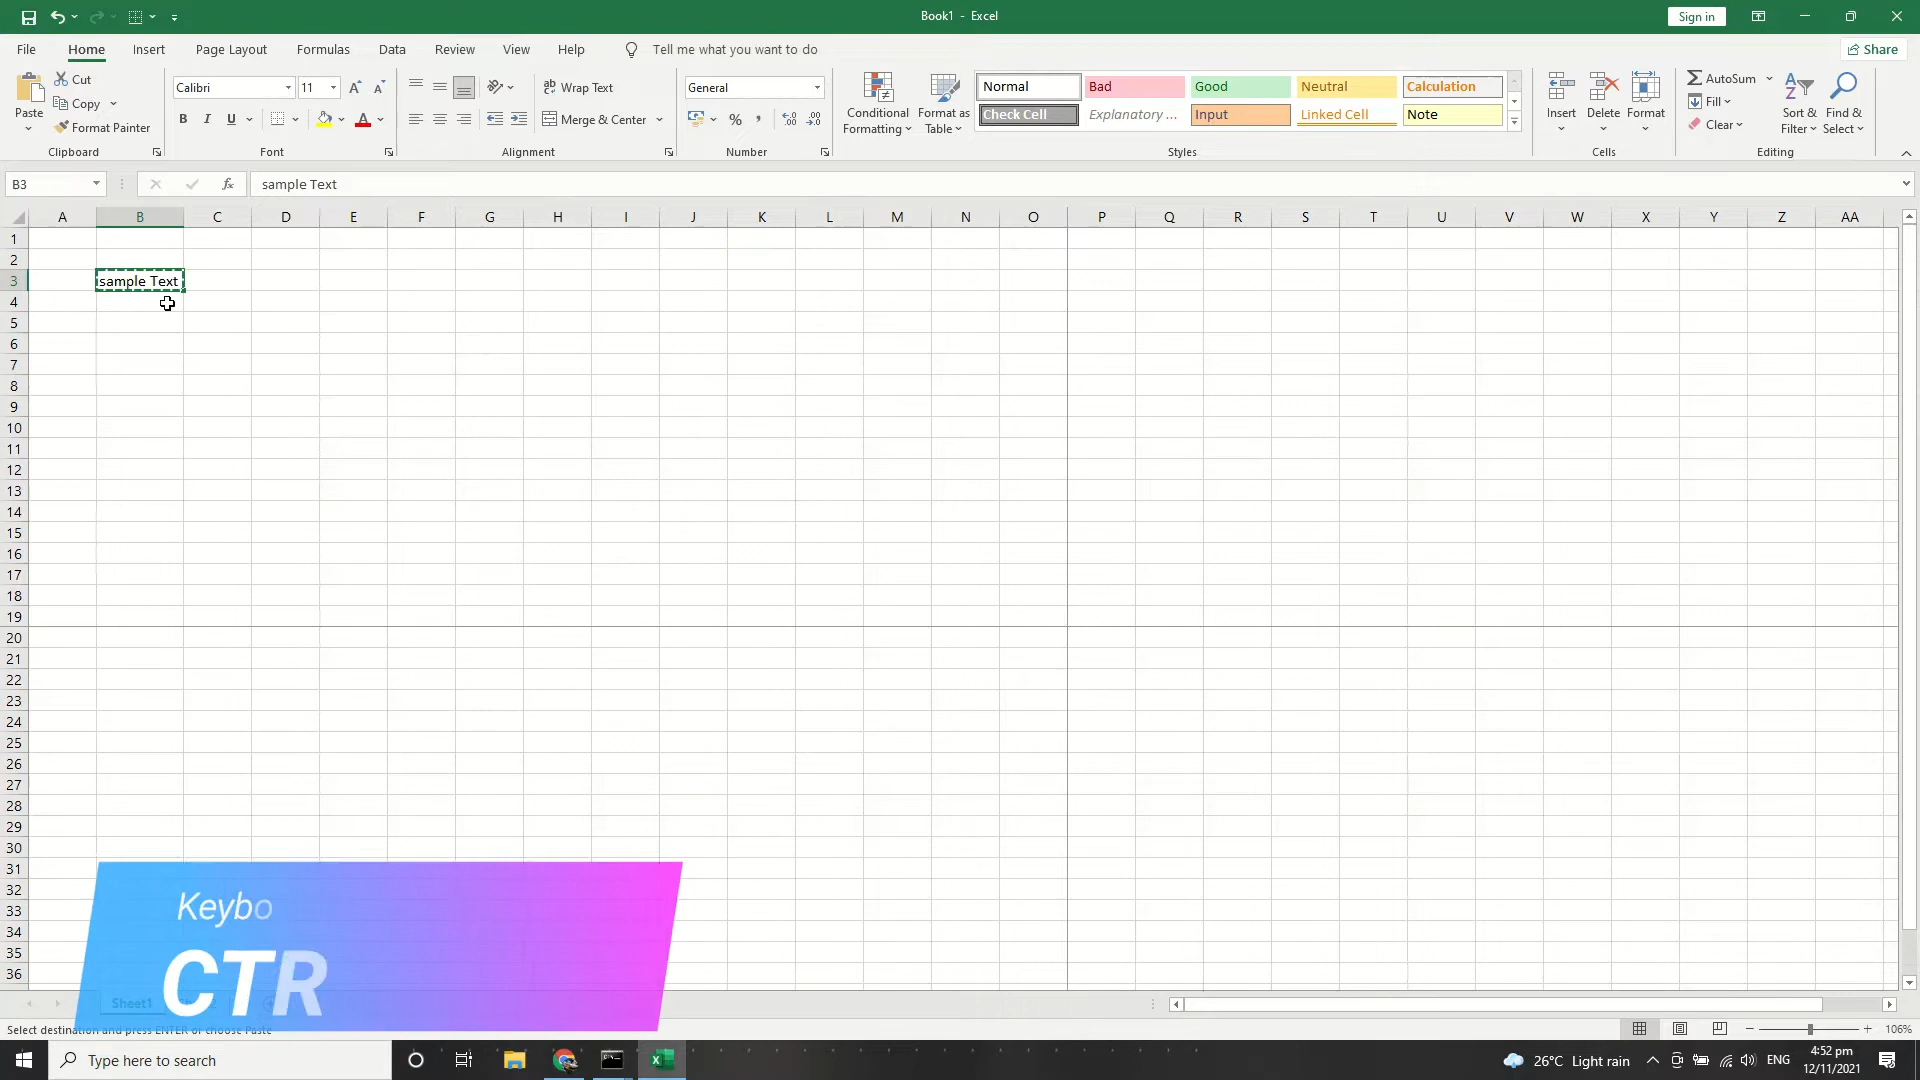 Book1 - Excel
Sign in
File Home Insert Page Layout Formulas Data Review View Help Tell me what you want to do
Share
Paste
Cut
Copy
Format Painter
Clipboard
Calibri 11
B I U
Font
Wrap Text
Merge & Center
Alignment
General
Number
Conditional Formatting
Format as Table
Normal Bad Good Neutral Calculation
Check Cell Explanatory ... Input Linked Cell Note
Styles
Insert Delete Format
Cells
AutoSum
Fill
Clear
Sort & Filter
Find & Select
Editing
B3
fx
sample Text
A B C D E F G H I J K L M N O P Q R S T U V W X Y Z AA
1
2
3 sample Text
4
5
6
7
8
9
10
11
12
13
14
15
16
17
18
19
20
21
22
23
24
25
26
27
28
29
30
31
32
33
34
35
36
Keybo
CTR
Sheet1
Select destination and press ENTER or choose Paste
106%
Type here to search
26°C Light rain
ENG
4:52 pm
12/11/2021